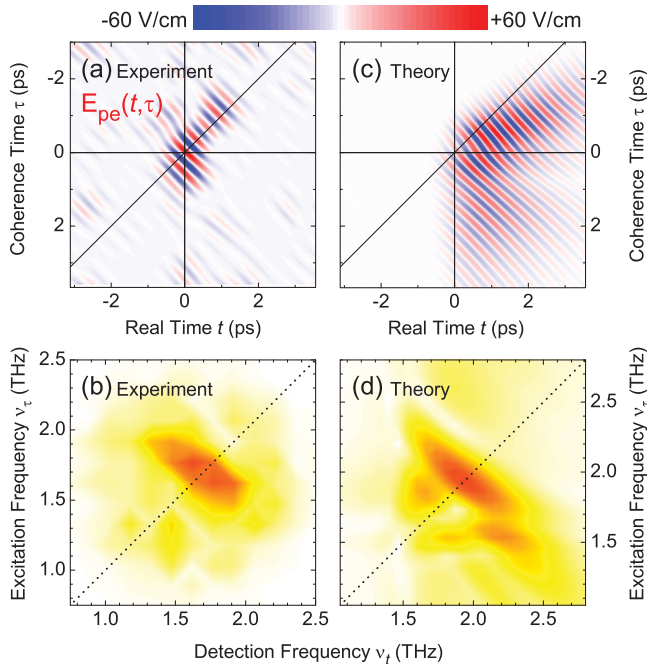 -60 V/cm +60 V/cm
(a) Experiment
E_pe(t,τ)
(c) Theory
Coherence Time τ (ps)
-2
0
2
-2 0 2
Real Time t (ps)
-2 0 2
Real Time t (ps)
-2
0
2
Coherence Time τ (ps)
(b) Experiment
(d) Theory
Excitation Frequency ν_τ (THz)
2.5
2.0
1.5
1.0
1.0 1.5 2.0 2.5
1.5 2.0 2.5
2.5
2.0
1.5
Excitation Frequency ν_τ (THz)
Detection Frequency ν_t (THz)